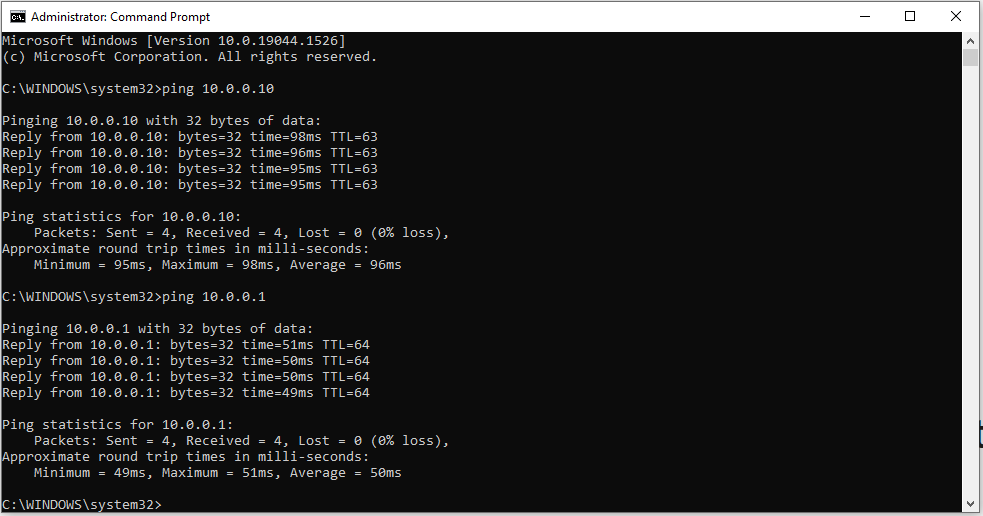 Administrator: Command Prompt
Microsoft Windows [Version 10.0.19044.1526]
(c) Microsoft Corporation. All rights reserved.
C:\WINDOWS\system32>ping 10.0.0.10
Pinging 10.0.0.10 with 32 bytes of data:
Reply from 10.0.0.10: bytes=32 time=98ms TTL=63
Reply from 10.0.0.10: bytes=32 time=96ms TTL=63
Reply from 10.0.0.10: bytes=32 time=95ms TTL=63
Reply from 10.0.0.10: bytes=32 time=95ms TTL=63
Ping statistics for 10.0.0.10:
    Packets: Sent = 4, Received = 4, Lost = 0 (0% loss),
Approximate round trip times in milli-seconds:
    Minimum = 95ms, Maximum = 98ms, Average = 96ms
C:\WINDOWS\system32>ping 10.0.0.1
Pinging 10.0.0.1 with 32 bytes of data:
Reply from 10.0.0.1: bytes=32 time=51ms TTL=64
Reply from 10.0.0.1: bytes=32 time=50ms TTL=64
Reply from 10.0.0.1: bytes=32 time=50ms TTL=64
Reply from 10.0.0.1: bytes=32 time=49ms TTL=64
Ping statistics for 10.0.0.1:
    Packets: Sent = 4, Received = 4, Lost = 0 (0% loss),
Approximate round trip times in milli-seconds:
    Minimum = 49ms, Maximum = 51ms, Average = 50ms
C:\WINDOWS\system32>